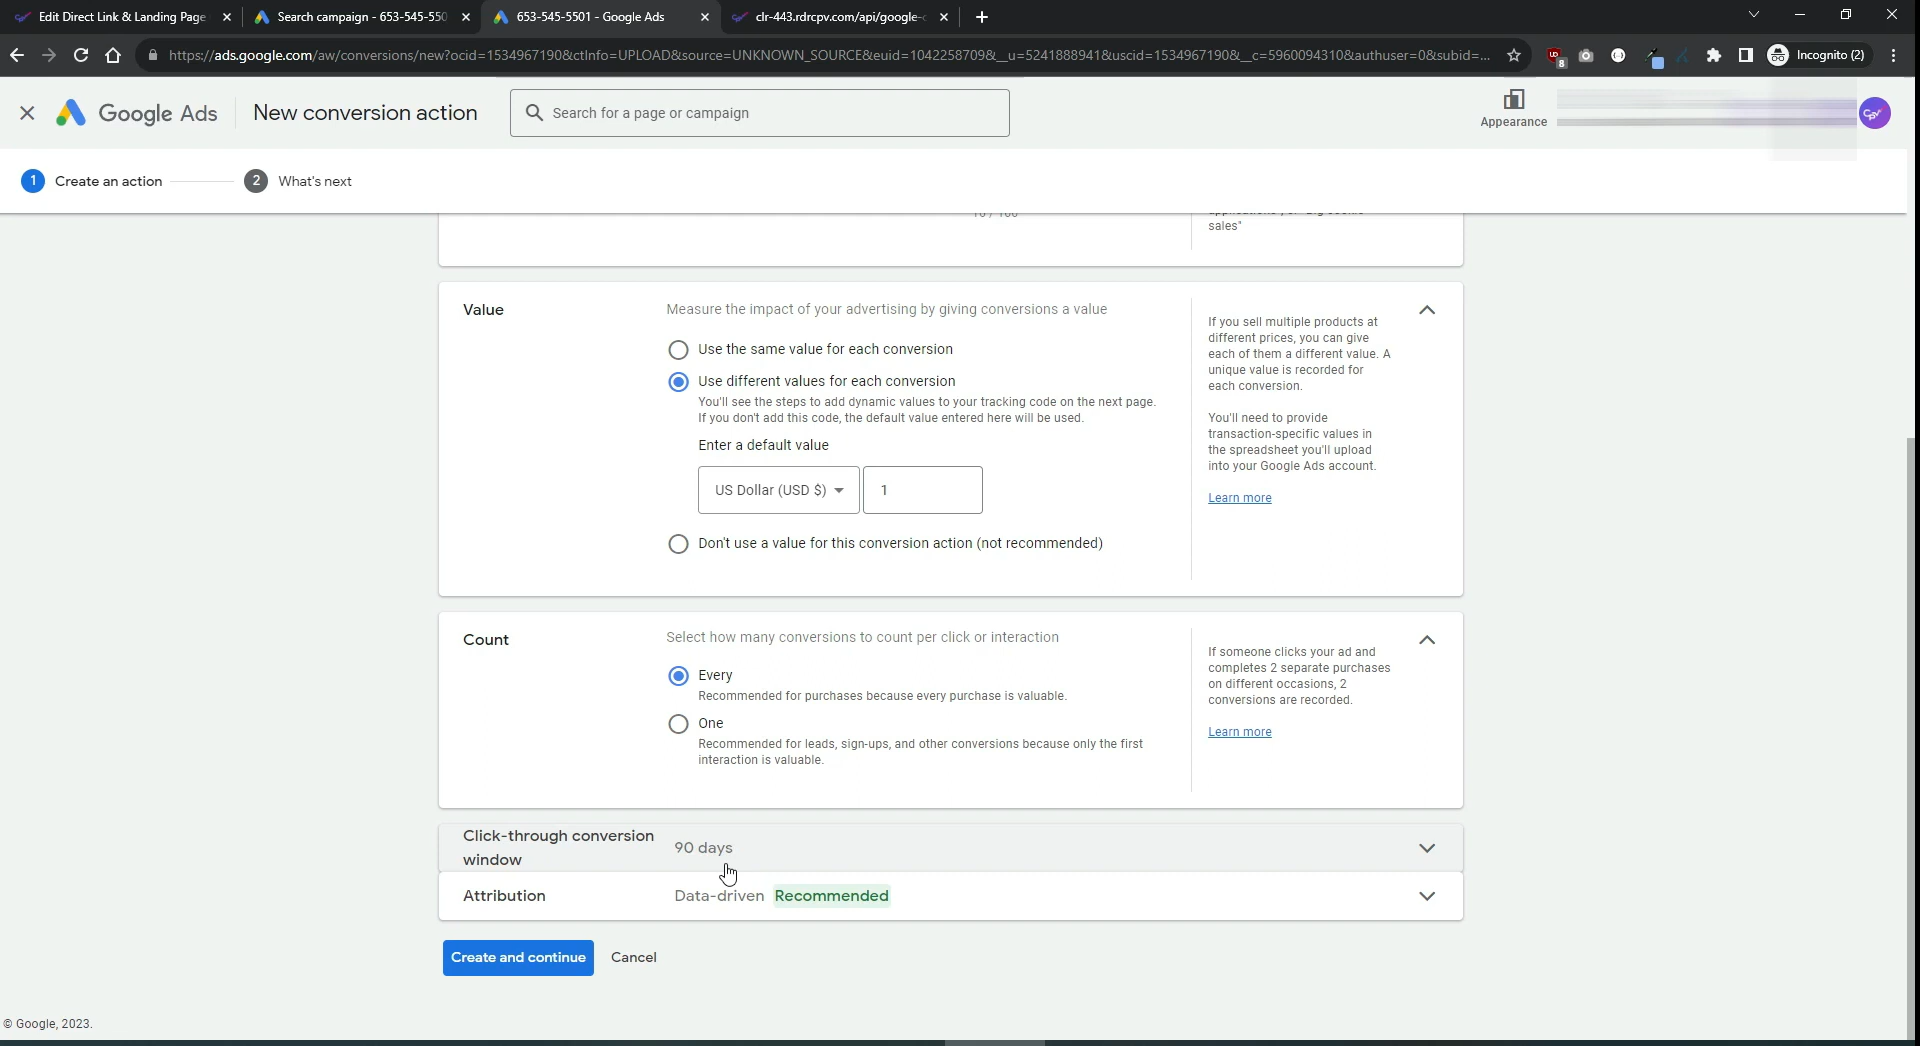 Edit Direct Link & Landing Page
Search campaign - 653-545-550
653-545-5501 - Google Ads
clr-443.rdrcpv.com/api/google-c
https://ads.google.com/aw/conversions/new?ocid=1534967190&ctInfo=UPLOAD&source=UNKNOWN_SOURCE&euid=1042258709&__u=5241888941&uscid=1534967190&__c=5960094310&authuser=0&subid=...
8
Incognito (2)
Google Ads
New conversion action
Search for a page or campaign
Appearance
CPV
1 Create an action
2 What's next
sales"
Value
Measure the impact of your advertising by giving conversions a value
Use the same value for each conversion
Use different values for each conversion
You'll see the steps to add dynamic values to your tracking code on the next page.
If you don't add this code, the default value entered here will be used.
Enter a default value
US Dollar (USD $)
1
Don't use a value for this conversion action (not recommended)
If you sell multiple products at
different prices, you can give
each of them a different value. A
unique value is recorded for
each conversion.
You'll need to provide
transaction-specific values in
the spreadsheet you'll upload
into your Google Ads account.
Learn more
Count
Select how many conversions to count per click or interaction
Every
Recommended for purchases because every purchase is valuable.
One
Recommended for leads, sign-ups, and other conversions because only the first
interaction is valuable.
If someone clicks your ad and
completes 2 separate purchases
on different occasions, 2
conversions are recorded.
Learn more
Click-through conversion
window
90 days
Attribution
Data-driven Recommended
Create and continue
Cancel
© Google, 2023.